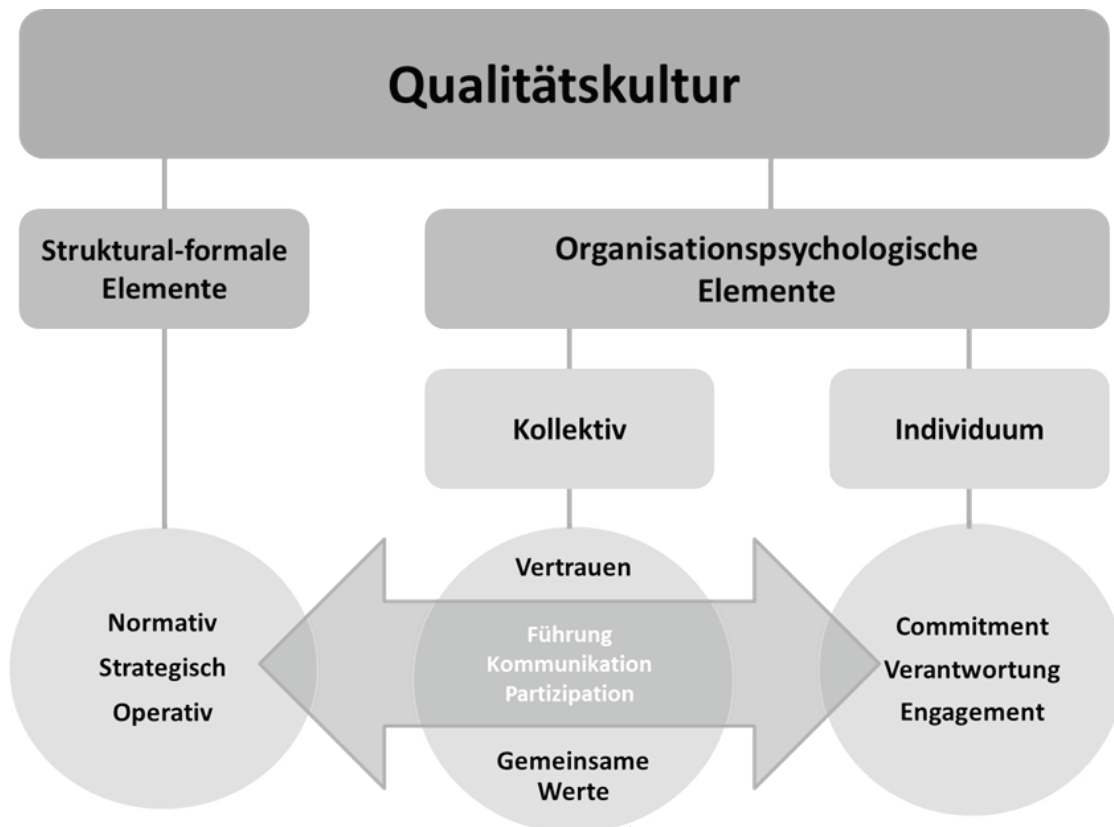 Qualitätskultur
Struktural-formale
Elemente
Organisationspsychologische
Elemente
Kollektiv
Individuum
Normativ
Strategisch
Operativ
Vertrauen
Führung
Kommunikation
Partizipation
Gemeinsame
Werte
Commitment
Verantwortung
Engagement